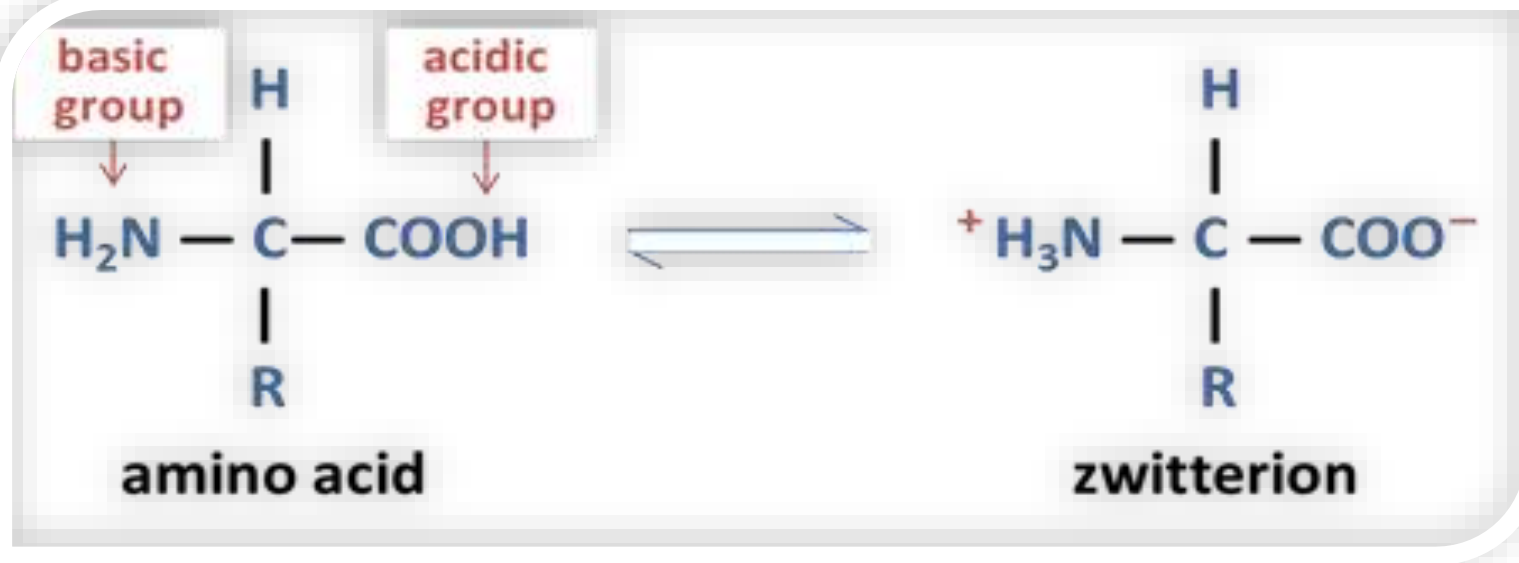 basic
group
acidic
group
H
H
H₂N — C — COOH
⁺H₃N — C — COO⁻
R
R
amino acid
zwitterion